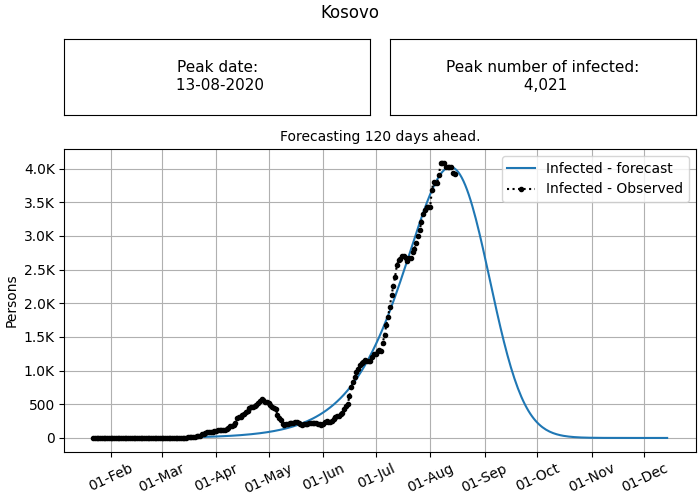 Kosovo
Peak date:
13-08-2020
Peak number of infected:
4,021
Forecasting 120 days ahead.
Infected - forecast
Infected - Observed
Persons
4.0K
3.5K
3.0K
2.5K
2.0K
1.5K
1.0K
500
0
01-Feb
01-Mar
01-Apr
01-May
01-Jun
01-Jul
01-Aug
01-Sep
01-Oct
01-Nov
01-Dec